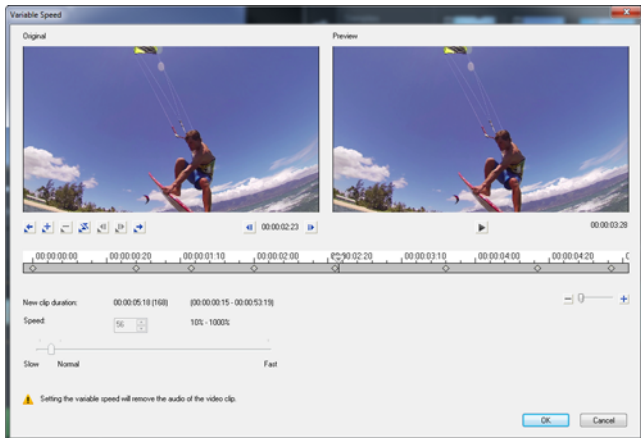 Variable Speed
Original
Preview
00:00:02:23
00:00:03:28
00:00:00:00 00:00:00:20 00:00:01:10 00:00:02:00 00:00:02:20 00:00:03:10 00:00:04:00 00:00:04:20
New clip duration: 00:00:05:18 (168) (00:00:00:15 - 00:00:53:19)
Speed: 56 10% - 1000%
Slow Normal Fast
Setting the variable speed will remove the audio of the video clip.
OK Cancel